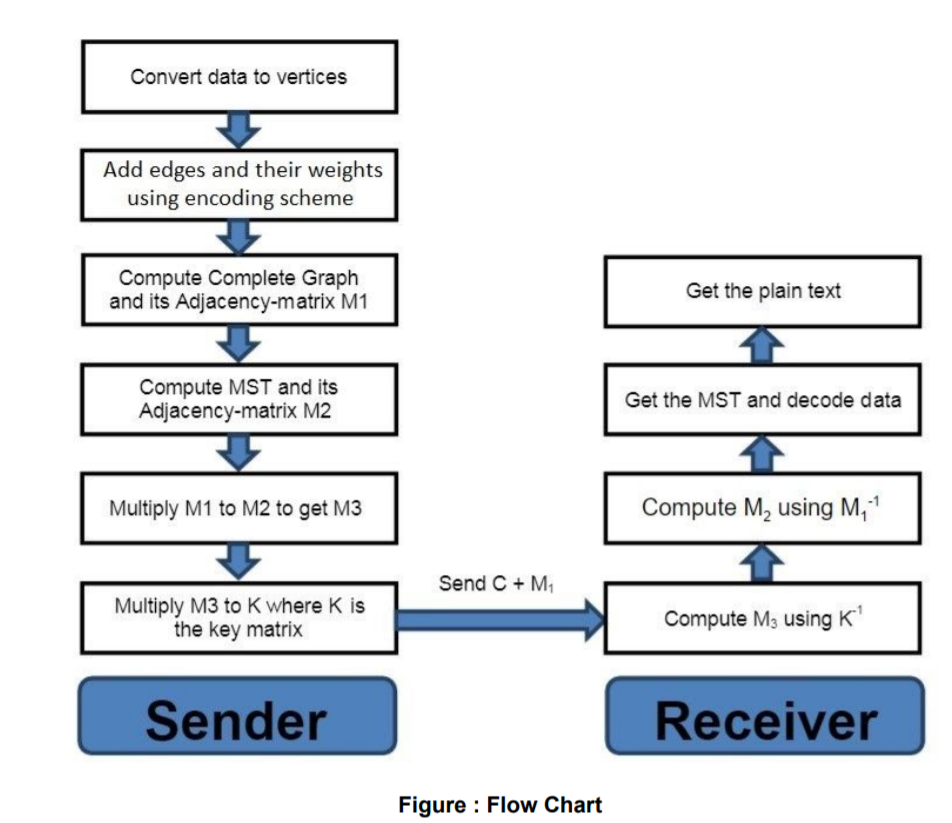 Convert data to vertices
Add edges and their weights
using encoding scheme
Compute Complete Graph
and its Adjacency-matrix M1
Compute MST and its
Adjacency-matrix M2
Multiply M1 to M2 to get M3
Multiply M3 to K where K is
the key matrix
Sender
Send C + M₁
Get the plain text
Get the MST and decode data
Compute M₂ using M₁⁻¹
Compute M₃ using K⁻¹
Receiver
Figure : Flow Chart